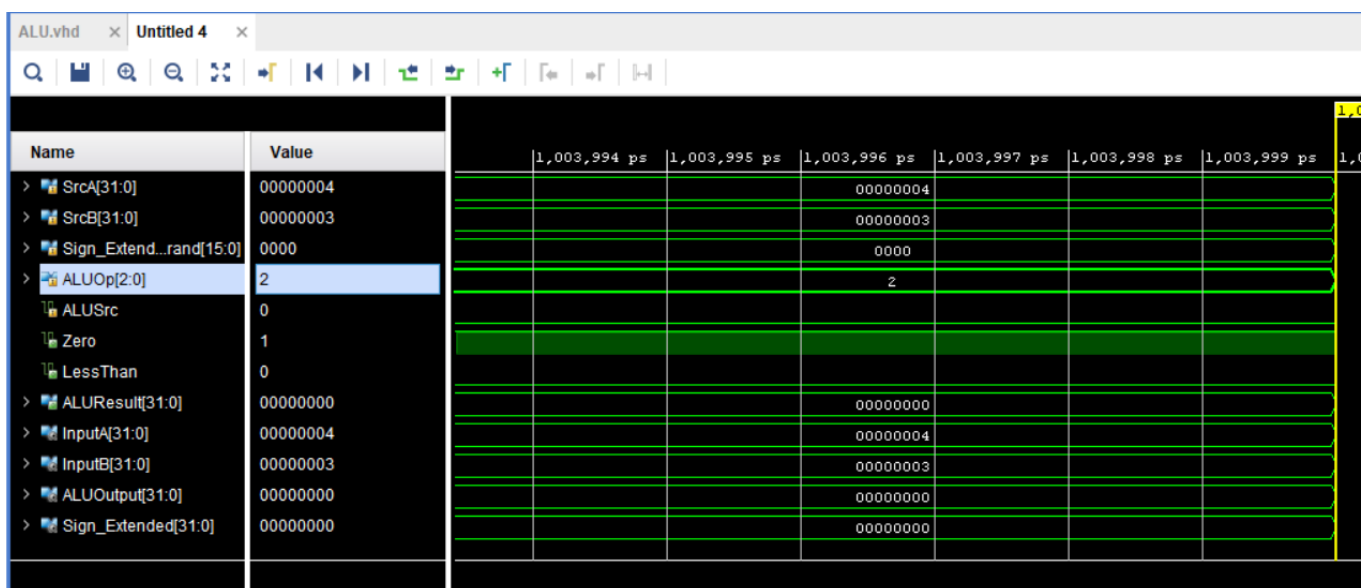 ALU.vhd × Untitled 4 ×
1,0
Name Value 1,003,994 ps 1,003,995 ps 1,003,996 ps 1,003,997 ps 1,003,998 ps 1,003,999 ps 1,0
SrcA[31:0] 00000004 00000004
SrcB[31:0] 00000003 00000003
Sign_Extend...rand[15:0] 0000 0000
ALUOp[2:0] 2 2
ALUSrc 0
Zero 1
LessThan 0
ALUResult[31:0] 00000000 00000000
InputA[31:0] 00000004 00000004
InputB[31:0] 00000003 00000003
ALUOutput[31:0] 00000000 00000000
Sign_Extended[31:0] 00000000 00000000